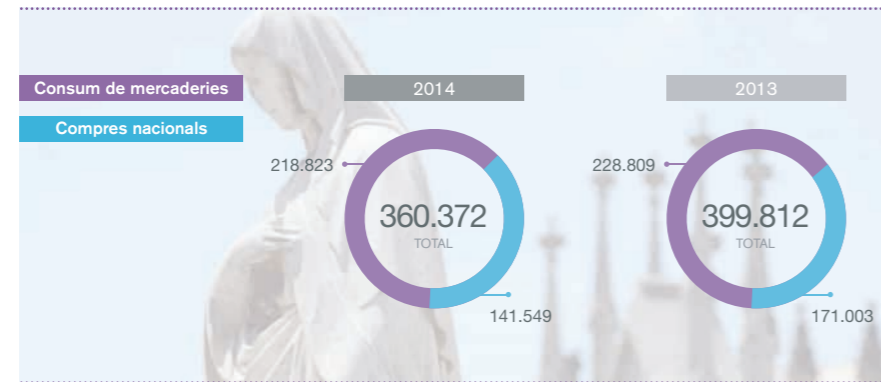 Consum de mercaderies
Compres nacionals
2014
218.823
360.372
TOTAL
141.549
2013
228.809
399.812
TOTAL
171.003